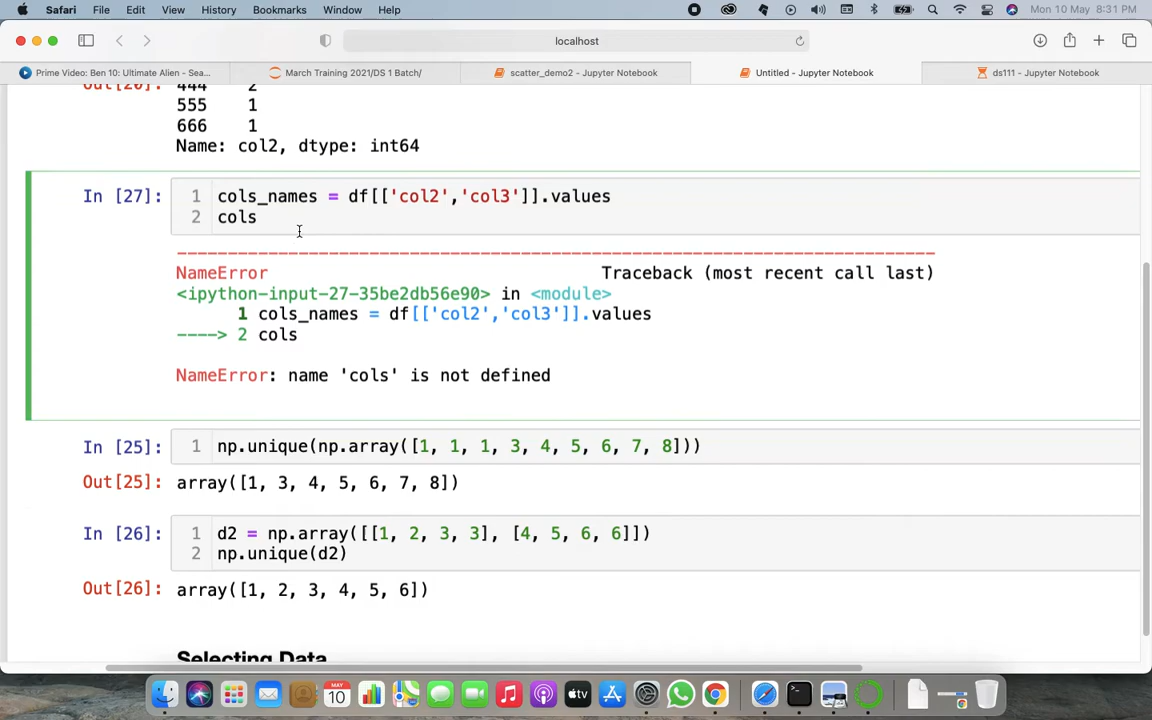 Safari File Edit View History Bookmarks Window Help Mon 10 May 8:31 PM
localhost
Prime Video: Ben 10: Ultimate Alien - Sea... March Training 2021/DS 1 Batch/ scatter_demo2 - Jupyter Notebook Untitled - Jupyter Notebook ds111 - Jupyter Notebook
444 2
555 1
666 1
Name: col2, dtype: int64
In [27]: 1 cols_names = df[['col2','col3']].values
2 cols
NameError Traceback (most recent call last)
<ipython-input-27-35be2db56e90> in <module>
1 cols_names = df[['col2','col3']].values
----> 2 cols
NameError: name 'cols' is not defined
In [25]: 1 np.unique(np.array([1, 1, 1, 3, 4, 5, 6, 7, 8]))
Out[25]: array([1, 3, 4, 5, 6, 7, 8])
In [26]: 1 d2 = np.array([[1, 2, 3, 3], [4, 5, 6, 6]])
2 np.unique(d2)
Out[26]: array([1, 2, 3, 4, 5, 6])
Selecting Data
MAY
10
tv